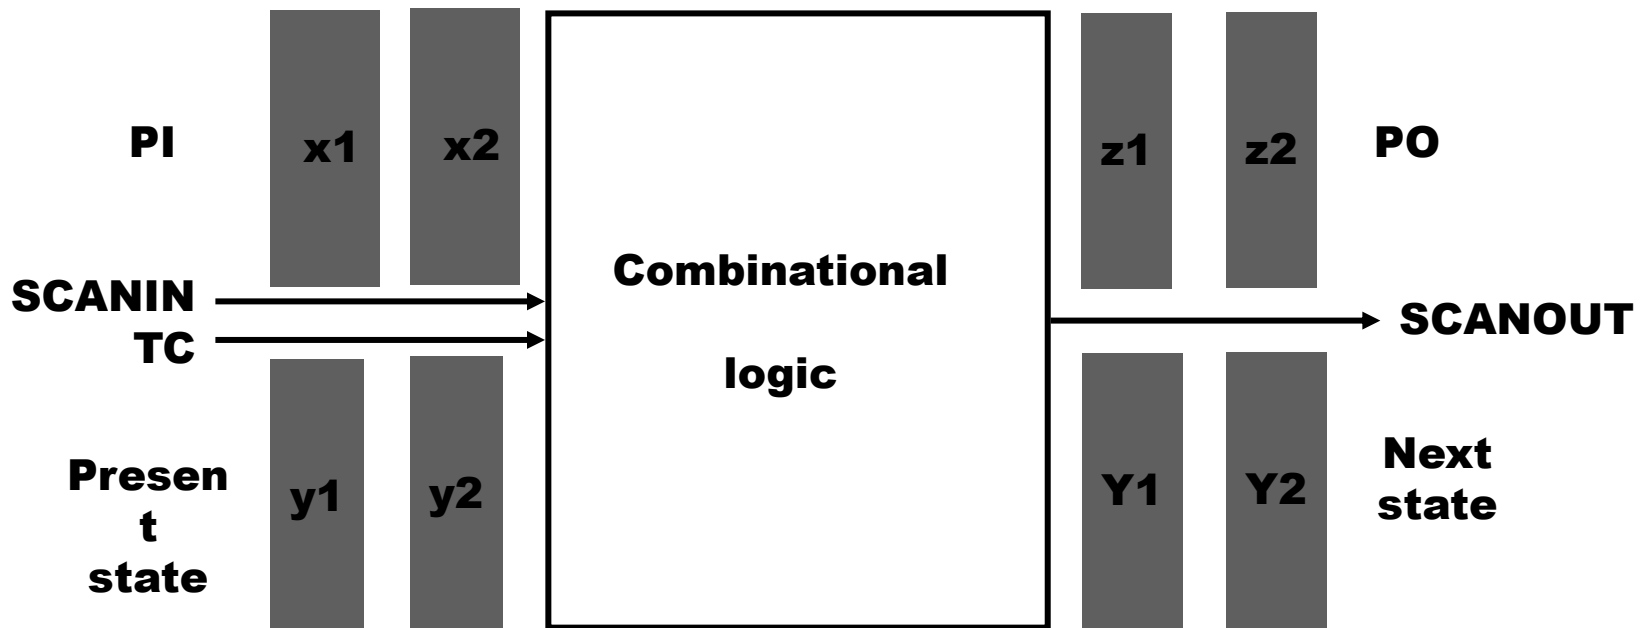 PI
x1
x2
z1
z2
PO
Combinational
logic
SCANIN
TC
SCANOUT
Presen
t
state
y1
y2
Y1
Y2
Next
state